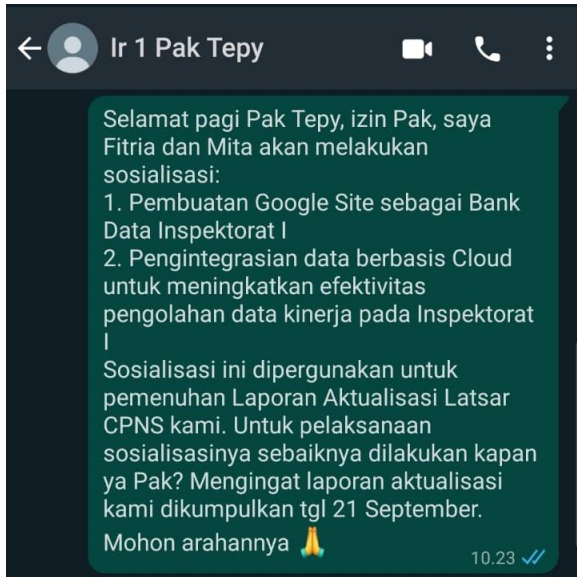 Ir 1 Pak Tepy
Selamat pagi Pak Tepy, izin Pak, saya
Fitria dan Mita akan melakukan
sosialisasi:
1. Pembuatan Google Site sebagai Bank
Data Inspektorat I
2. Pengintegrasian data berbasis Cloud
untuk meningkatkan efektivitas
pengolahan data kinerja pada Inspektorat
I
Sosialisasi ini dipergunakan untuk
pemenuhan Laporan Aktualisasi Latsar
CPNS kami. Untuk pelaksanaan
sosialisasinya sebaiknya dilakukan kapan
ya Pak? Mengingat laporan aktualisasi
kami dikumpulkan tgl 21 September.
Mohon arahannya 🙏
10.23